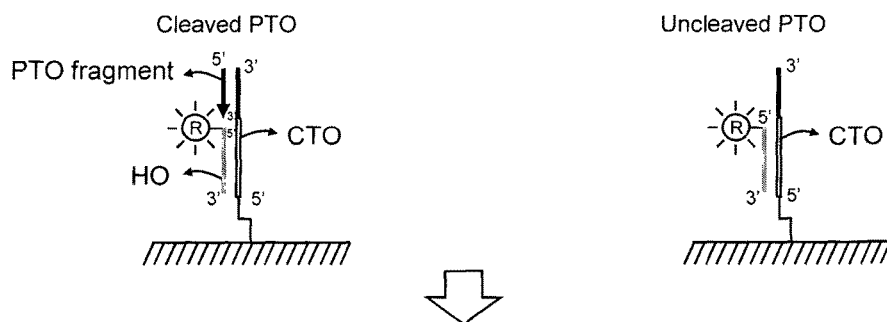 Cleaved PTO
Uncleaved PTO
5’
3’
PTO fragment
3’
R
5’
CTO
HO
3’
5’
3’
5’
R
CTO
3’
5’